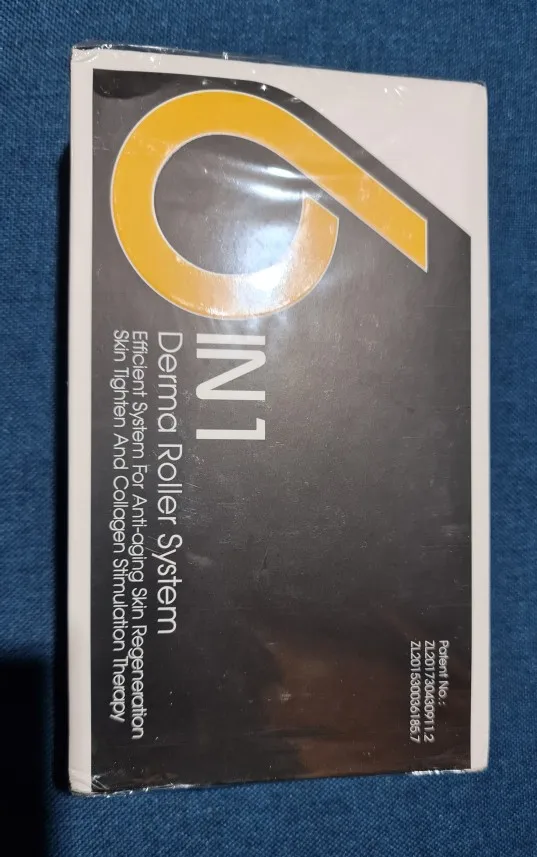 6
IN 1
Derma Roller System
Efficient System For Anti-aging Skin Regeneration
Skin Tighten And Collagen Stimulation Therapy
Patent No.:
ZL201730430911.2
ZL201530036185.7